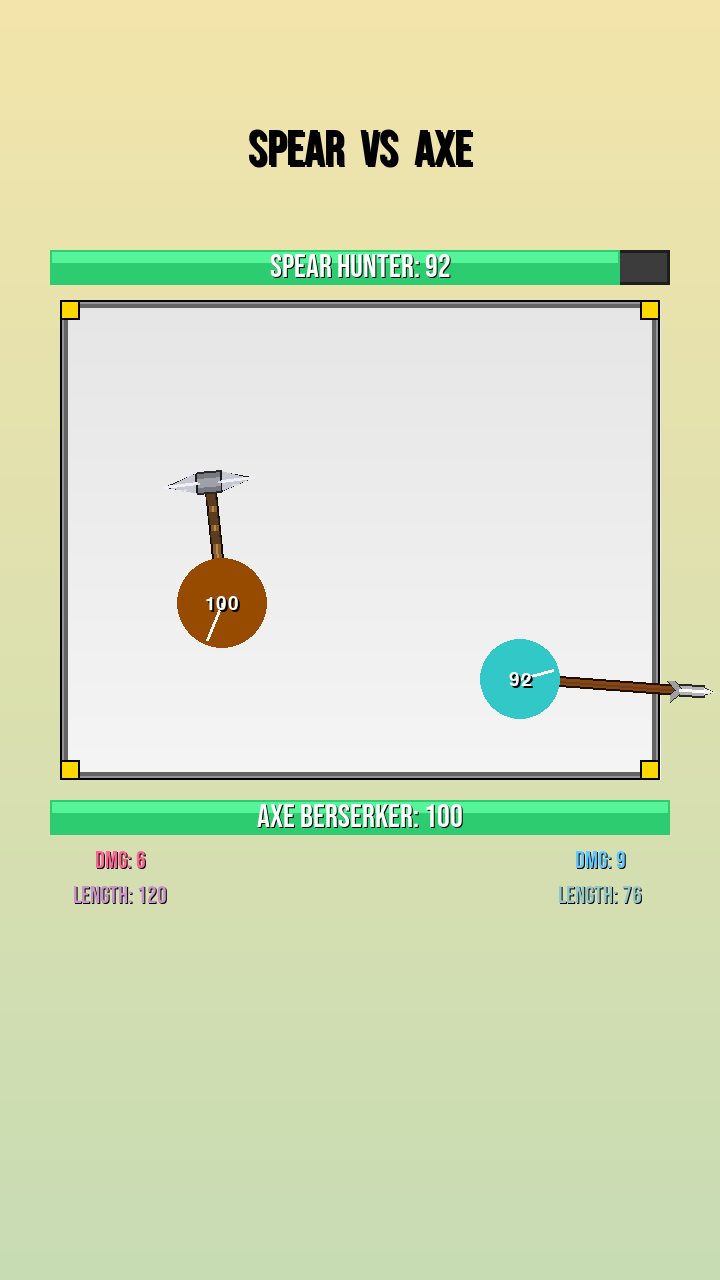 SPEAR VS AXE
SPEAR HUNTER: 92
100
92
AXE BERSERKER: 100
DMG: 6
DMG: 9
LENGTH: 120
LENGTH: 76